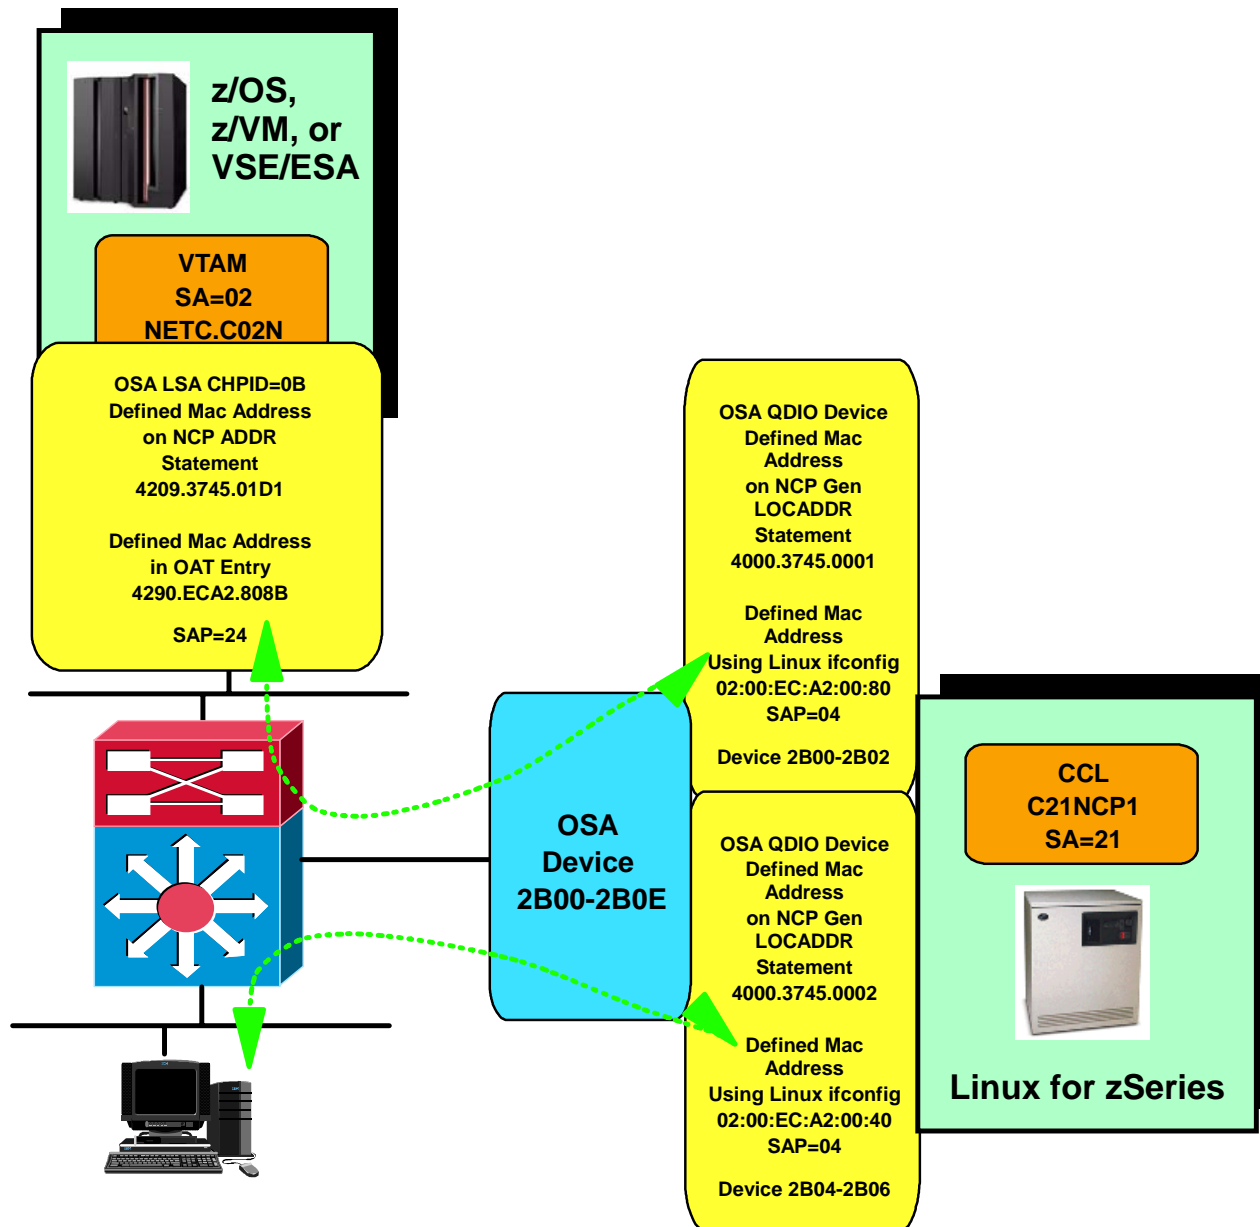 z/OS,
z/VM, or
VSE/ESA
VTAM
SA=02
NETC.C02N
OSA LSA CHPID=0B
Defined Mac Address
on NCP ADDR
Statement
4209.3745.01D1
Defined Mac Address
in OAT Entry
4290.ECA2.808B
SAP=24
OSA QDIO Device
Defined Mac
Address
on NCP Gen
LOCADDR
Statement
4000.3745.0001
Defined Mac
Address
Using Linux ifconfig
02:00:EC:A2:00:80
SAP=04
Device 2B00-2B02
OSA
Device
2B00-2B0E
OSA QDIO Device
Defined Mac
Address
on NCP Gen
LOCADDR
Statement
4000.3745.0002
Defined Mac
Address
Using Linux ifconfig
02:00:EC:A2:00:40
SAP=04
Device 2B04-2B06
CCL
C21NCP1
SA=21
Linux for zSeries